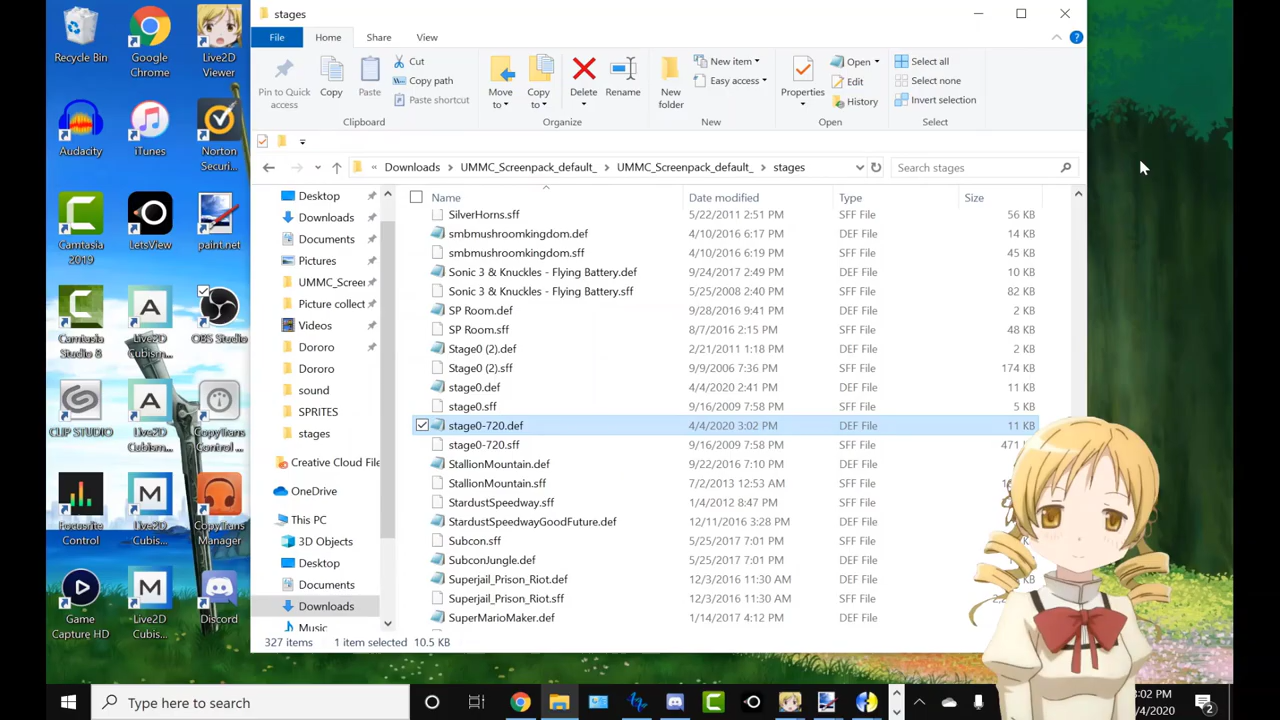 stages
File
Home
Share
View
Pin to Quick access
Copy
Paste
Cut
Copy path
Paste shortcut
Clipboard
Move to
Copy to
Delete
Rename
Organize
New folder
New item
Easy access
New
Properties
Open
Edit
History
Open
Select all
Select none
Invert selection
Select
« Downloads > UMMC_Screenpack_default_ > UMMC_Screenpack_default_ > stages
Search stages
Recycle Bin
Google Chrome
Live2D Viewer
Audacity
iTunes
Norton Securi...
Camtasia 2019
LetsView
paint.net
Camtasia Studio 8
Live2D Cubism...
OBS Studio
CLIP STUDIO
Live2D Cubism...
CopyTrans Control ...
Focusrite Control
Live2D Cubis...
CopyTrans Manager
Game Capture HD
Live2D Cubis...
Discord
Desktop
Downloads
Documents
Pictures
UMMC_Screer
Picture collect
Videos
Dororo
Dororo
sound
SPRITES
stages
Creative Cloud File
OneDrive
This PC
3D Objects
Desktop
Documents
Downloads
Music
Name Date modified Type Size
SilverHorns.sff 5/22/2011 2:51 PM SFF File 56 KB
smbmushroomkingdom.def 4/10/2016 6:17 PM DEF File 14 KB
smbmushroomkingdom.sff 4/10/2016 6:19 PM SFF File 45 KB
Sonic 3 & Knuckles - Flying Battery.def 9/24/2017 2:49 PM DEF File 10 KB
Sonic 3 & Knuckles - Flying Battery.sff 5/25/2008 2:40 PM SFF File 82 KB
SP Room.def 9/28/2016 9:41 PM DEF File 2 KB
SP Room.sff 8/7/2016 2:15 PM SFF File 48 KB
Stage0 (2).def 2/21/2011 1:18 PM DEF File 2 KB
Stage0 (2).sff 9/9/2006 7:36 PM SFF File 174 KB
stage0.def 4/4/2020 2:41 PM DEF File 11 KB
stage0.sff 9/16/2009 7:58 PM SFF File 5 KB
stage0-720.def 4/4/2020 3:02 PM DEF File 11 KB
stage0-720.sff 9/16/2009 7:58 PM SFF File 471
StallionMountain.def 9/22/2016 7:10 PM DEF File
StallionMountain.sff 7/2/2013 12:53 AM SFF File
StardustSpeedway.sff 1/4/2012 8:47 PM SFF File
StardustSpeedwayGoodFuture.def 12/11/2016 3:28 PM DEF File
Subcon.sff 5/25/2017 7:01 PM SFF File
SubconJungle.def 5/25/2017 7:01 PM DEF File
Superjail_Prison_Riot.def 12/3/2016 11:30 AM DEF File
Superjail_Prison_Riot.sff 12/3/2016 11:30 AM SFF File
SuperMarioMaker.def 1/14/2017 4:12 PM DEF File
327 items 1 item selected 10.5 KB
Type here to search
3:02 PM
/4/2020
2